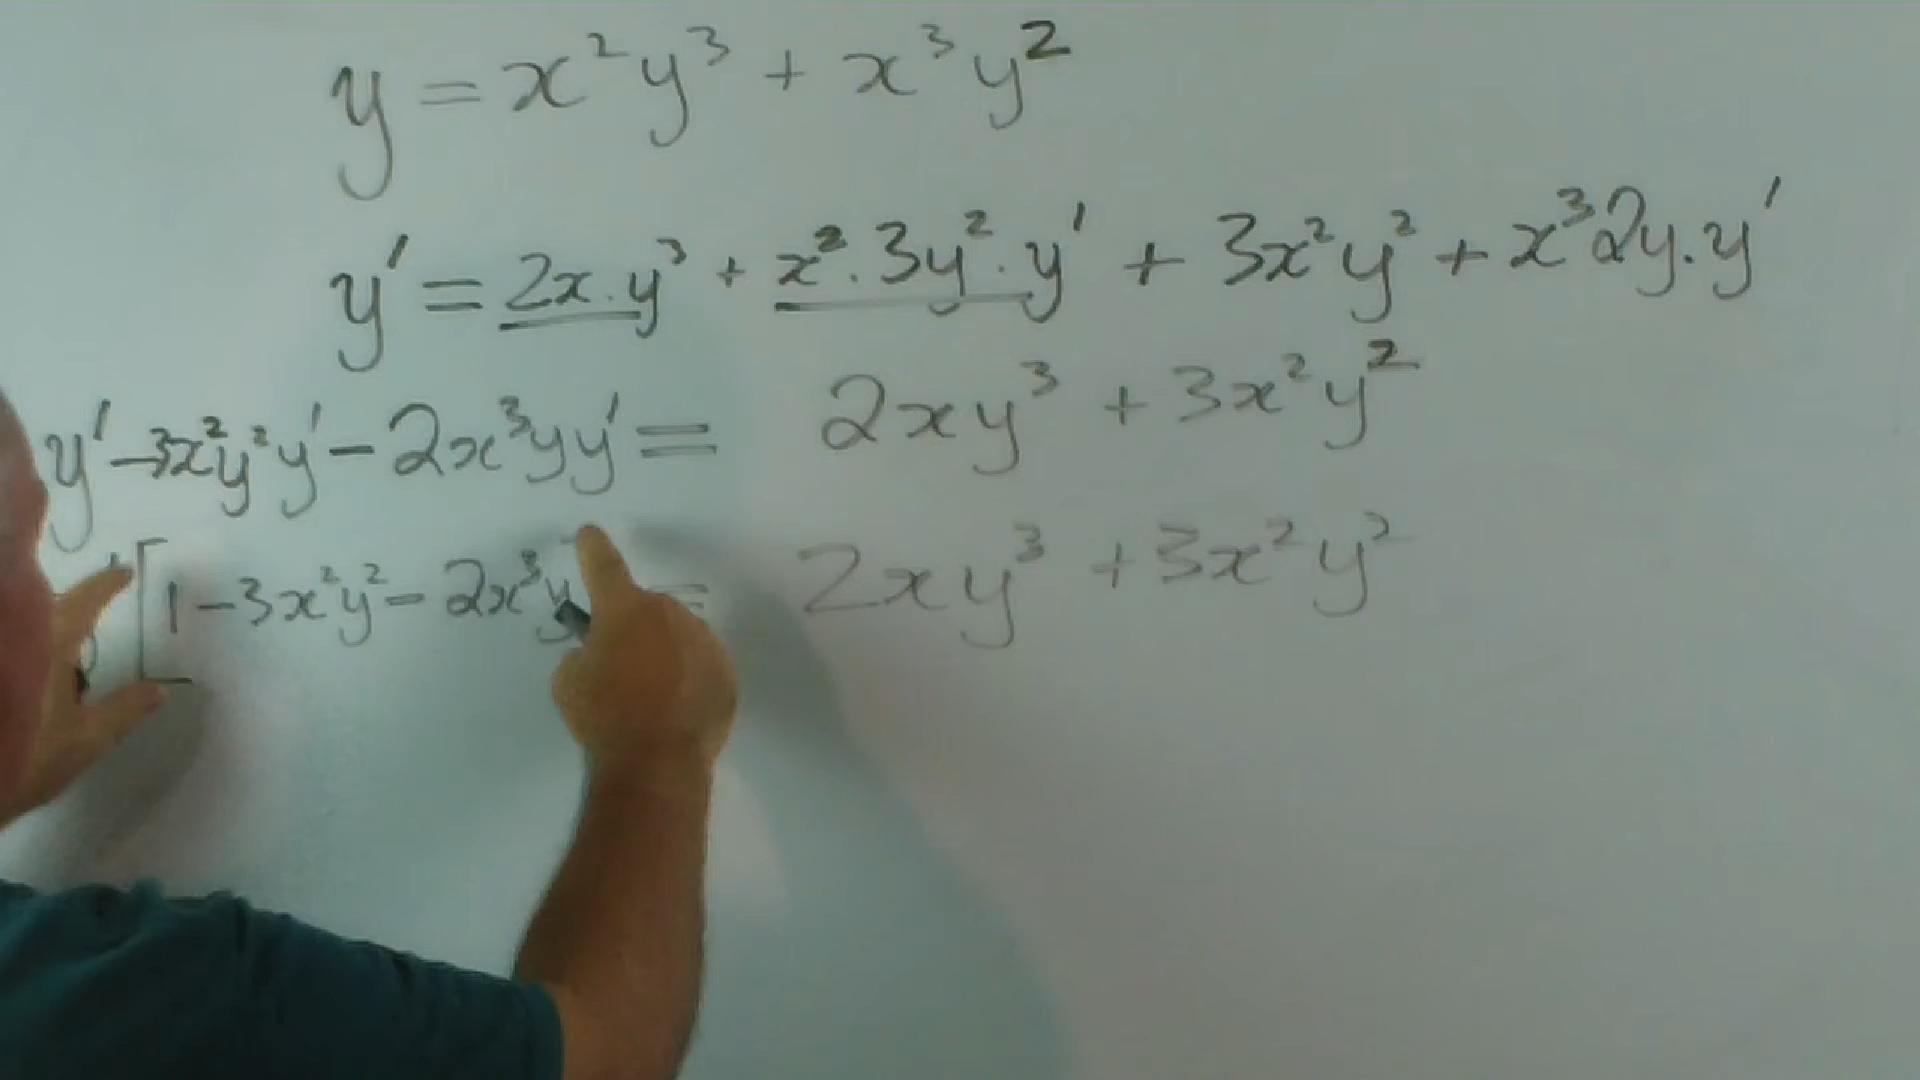 y = x²y³ + x³y²
y' = 2x.y³ + x².3y².y' + 3x²y² + x³2y.y'
y' -3x²y²y' - 2x³yy' = 2xy³ + 3x²y²
[1 - 3x²y² - 2x³y = 2xy³ + 3x²y²